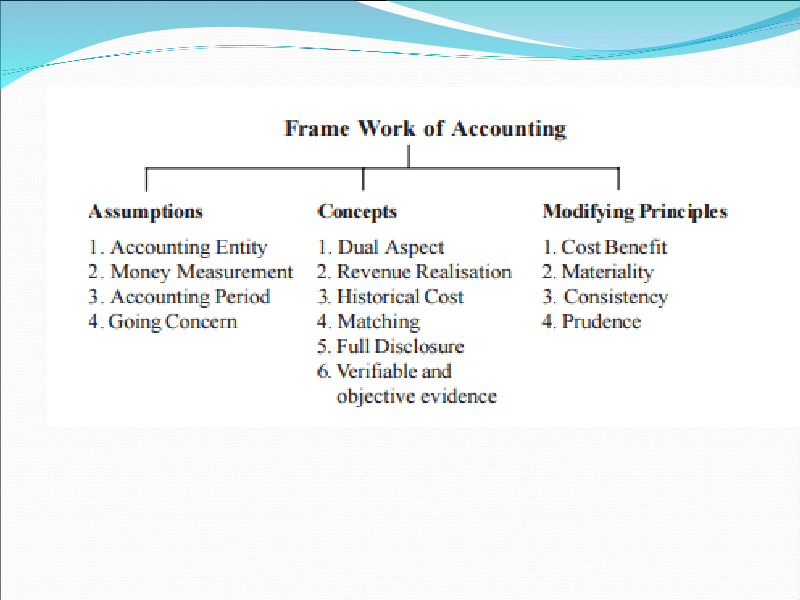 Frame Work of Accounting
Assumptions
1. Accounting Entity
2. Money Measurement
3. Accounting Period
4. Going Concern
Concepts
1. Dual Aspect
2. Revenue Realisation
3. Historical Cost
4. Matching
5. Full Disclosure
6. Verifiable and
objective evidence
Modifying Principles
1. Cost Benefit
2. Materiality
3. Consistency
4. Prudence